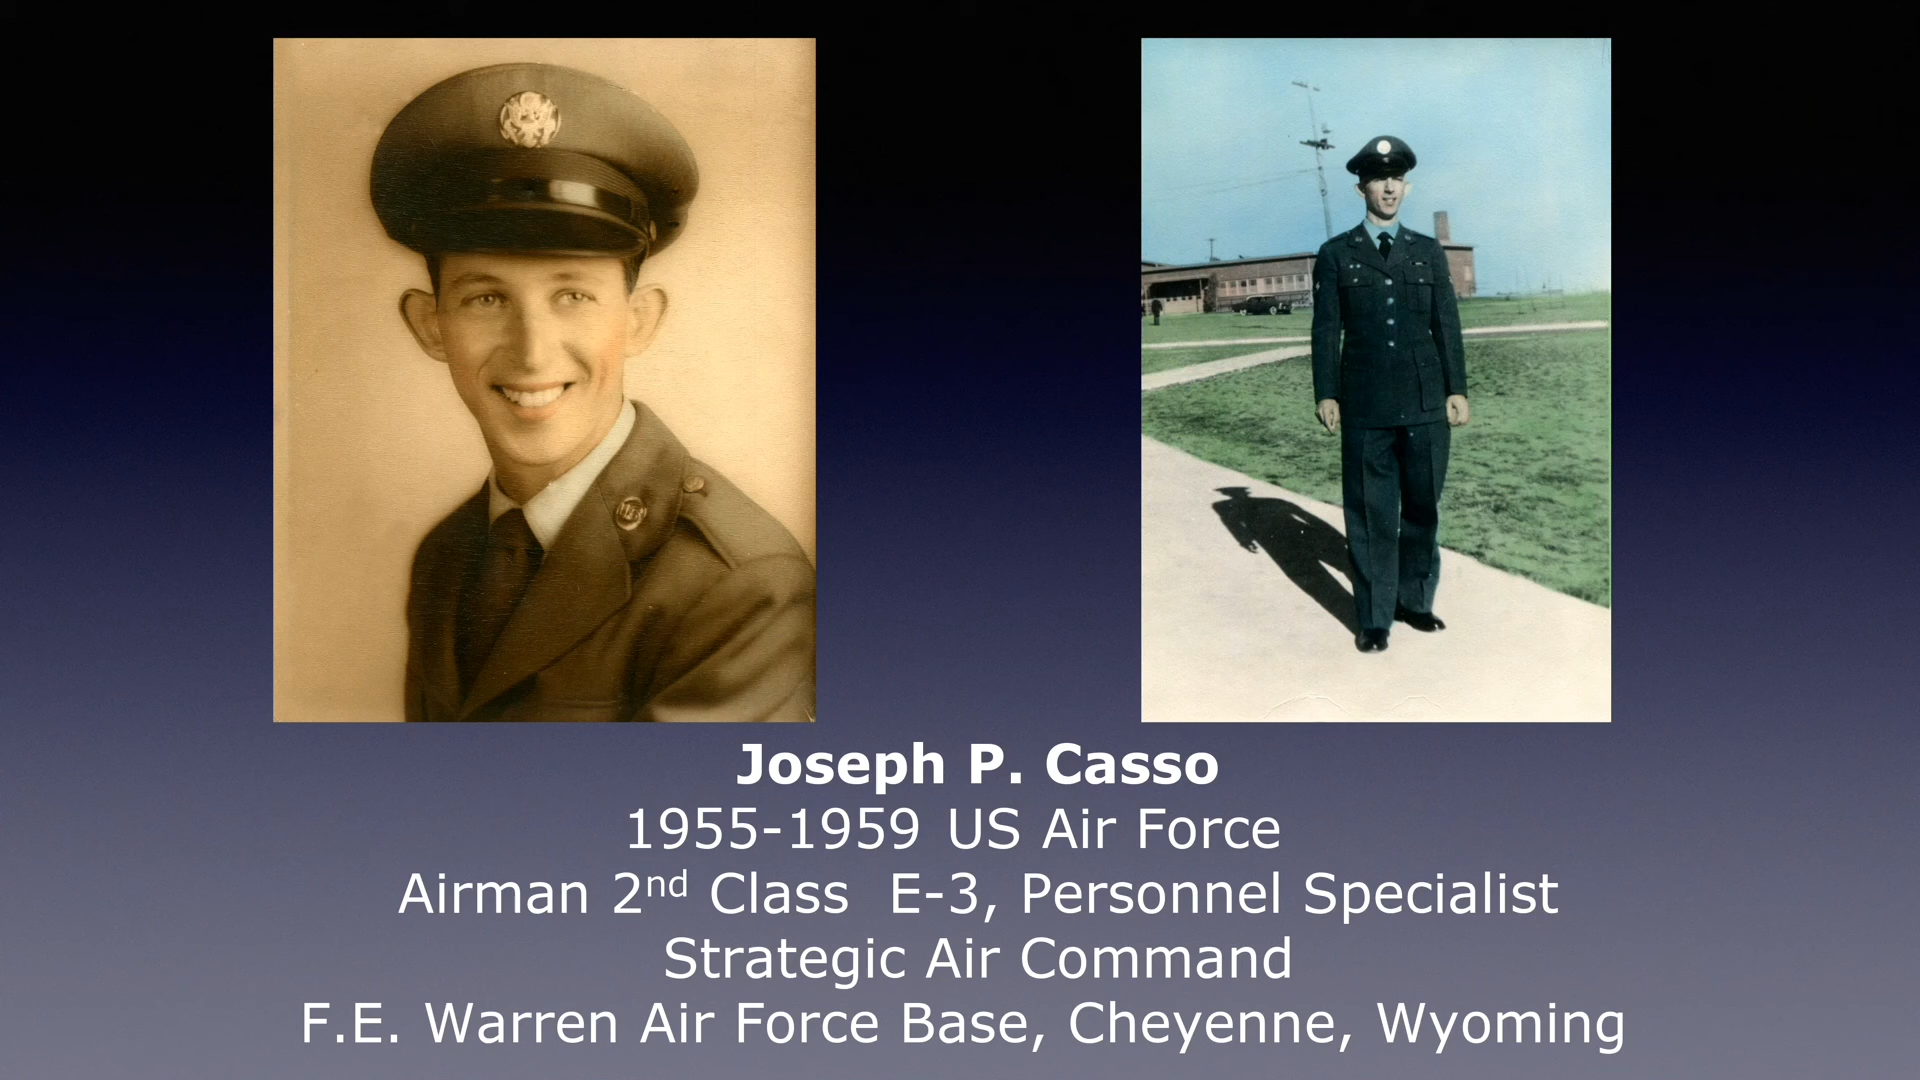 Joseph P. Casso
1955-1959 US Air Force
Airman 2nd Class E-3, Personnel Specialist
Strategic Air Command
F.E. Warren Air Force Base, Cheyenne, Wyoming